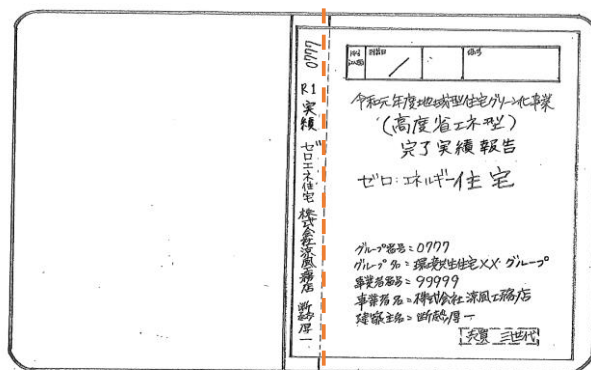 0777 R1 実績 ゼロエネ住宅 株式会社涼風工務店 断熱厚一
令和元年度地域型住宅グリーン化事業
(高度省エネ型)
完了実績報告
ゼロ・エネルギー住宅
グループ番号:0777
グループ名:環境共生住宅××グループ
事業者番号:99999
事業者名:株式会社涼風工務店
建築主名:断熱厚一
三世代